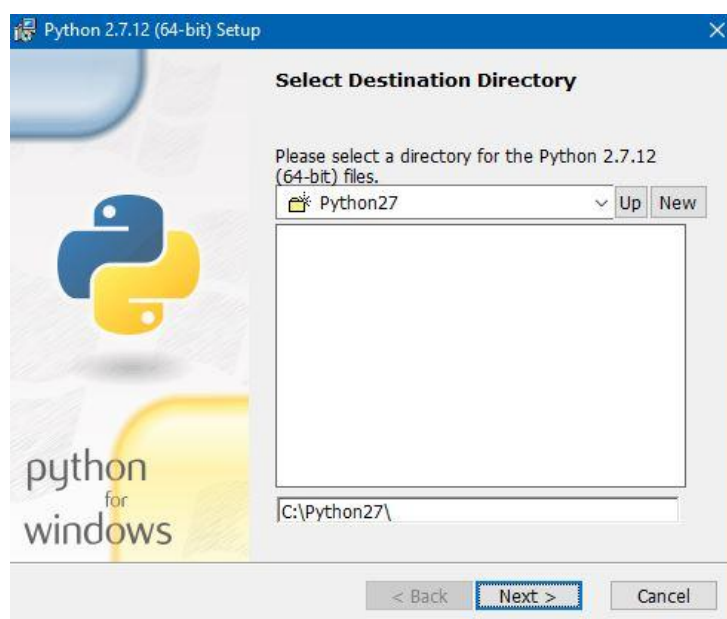 Python 2.7.12 (64-bit) Setup
Select Destination Directory
Please select a directory for the Python 2.7.12
(64-bit) files.
Python27
Up
New
C:\Python27\
python
for
windows
< Back
Next >
Cancel